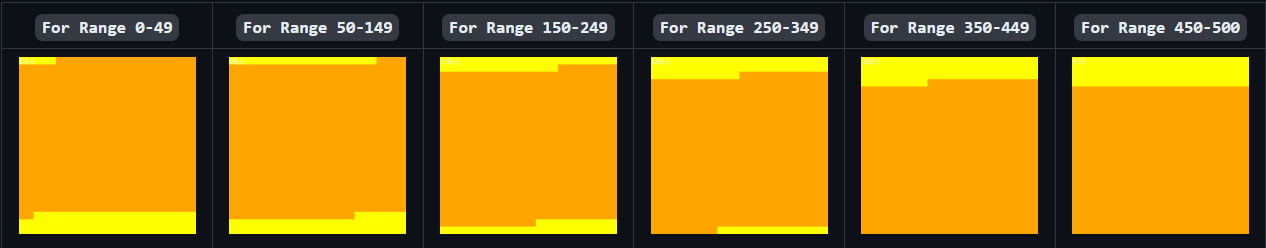 For Range 0-49
For Range 50-149
For Range 150-249
For Range 250-349
For Range 350-449
For Range 450-500